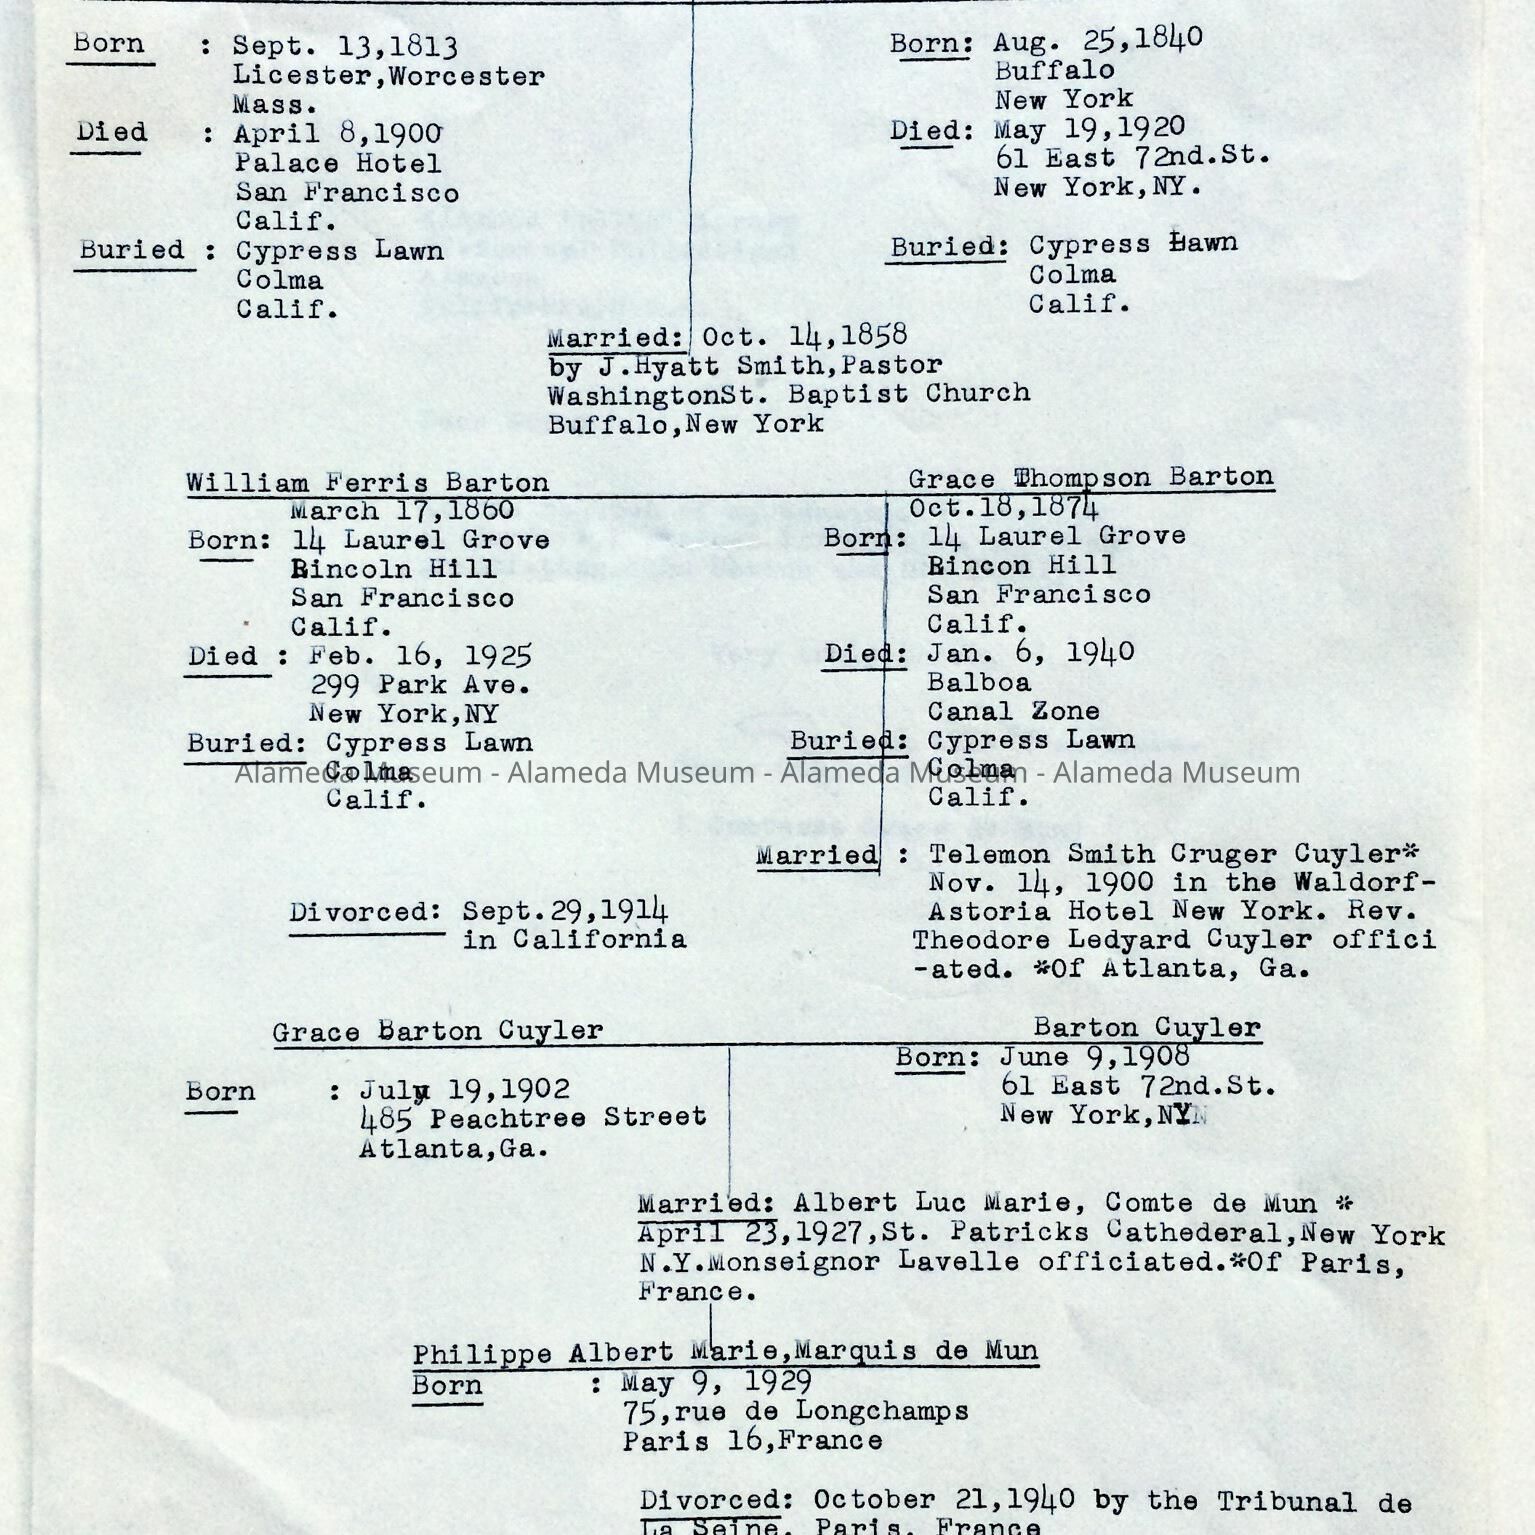 Born : Sept. 13,1813
Licester,Worcester
Mass.
Died : April 8,1900
Palace Hotel
San Francisco
Calif.
Buried : Cypress Lawn
Colma
Calif.
Born: Aug. 25,1840
Buffalo
New York
Died: May 19,1920
61 East 72nd.St.
New York,NY.
Buried: Cypress Lawn
Colma
Calif.
Married: Oct. 14,1858
by J.Hyatt Smith,Pastor
WashingtonSt. Baptist Church
Buffalo,New York
William Ferris Barton
March 17,1860
Born: 14 Laurel Grove
Rincoln Hill
San Francisco
Calif.
Died : Feb. 16, 1925
299 Park Ave.
New York,NY
Buried: Cypress Lawn
Colma
Calif.
Grace Thompson Barton
Oct.18,1874
Born: 14 Laurel Grove
Rincon Hill
San Francisco
Calif.
Died: Jan. 6, 1940
Balboa
Canal Zone
Buried: Cypress Lawn
Colma
Calif.
Alameda Museum - Alameda Museum - Alameda Museum - Alameda Museum
Married : Telemon Smith Cruger Cuyler*
Nov. 14, 1900 in the Waldorf-
Astoria Hotel New York. Rev.
Theodore Ledyard Cuyler offici
-ated. *Of Atlanta, Ga.
Divorced: Sept.29,1914
in California
Grace Barton Cuyler
Born : July 19,1902
485 Peachtree Street
Atlanta,Ga.
Barton Cuyler
Born: June 9,1908
61 East 72nd.St.
New York,NY
Married: Albert Luc Marie, Comte de Mun *
April 23,1927,St. Patricks Cathederal,New York
N.Y.Monseignor Lavelle officiated.*Of Paris,
France.
Philippe Albert Marie,Marquis de Mun
Born : May 9, 1929
75,rue de Longchamps
Paris 16,France
Divorced: October 21,1940 by the Tribunal de
La Seine, Paris, France